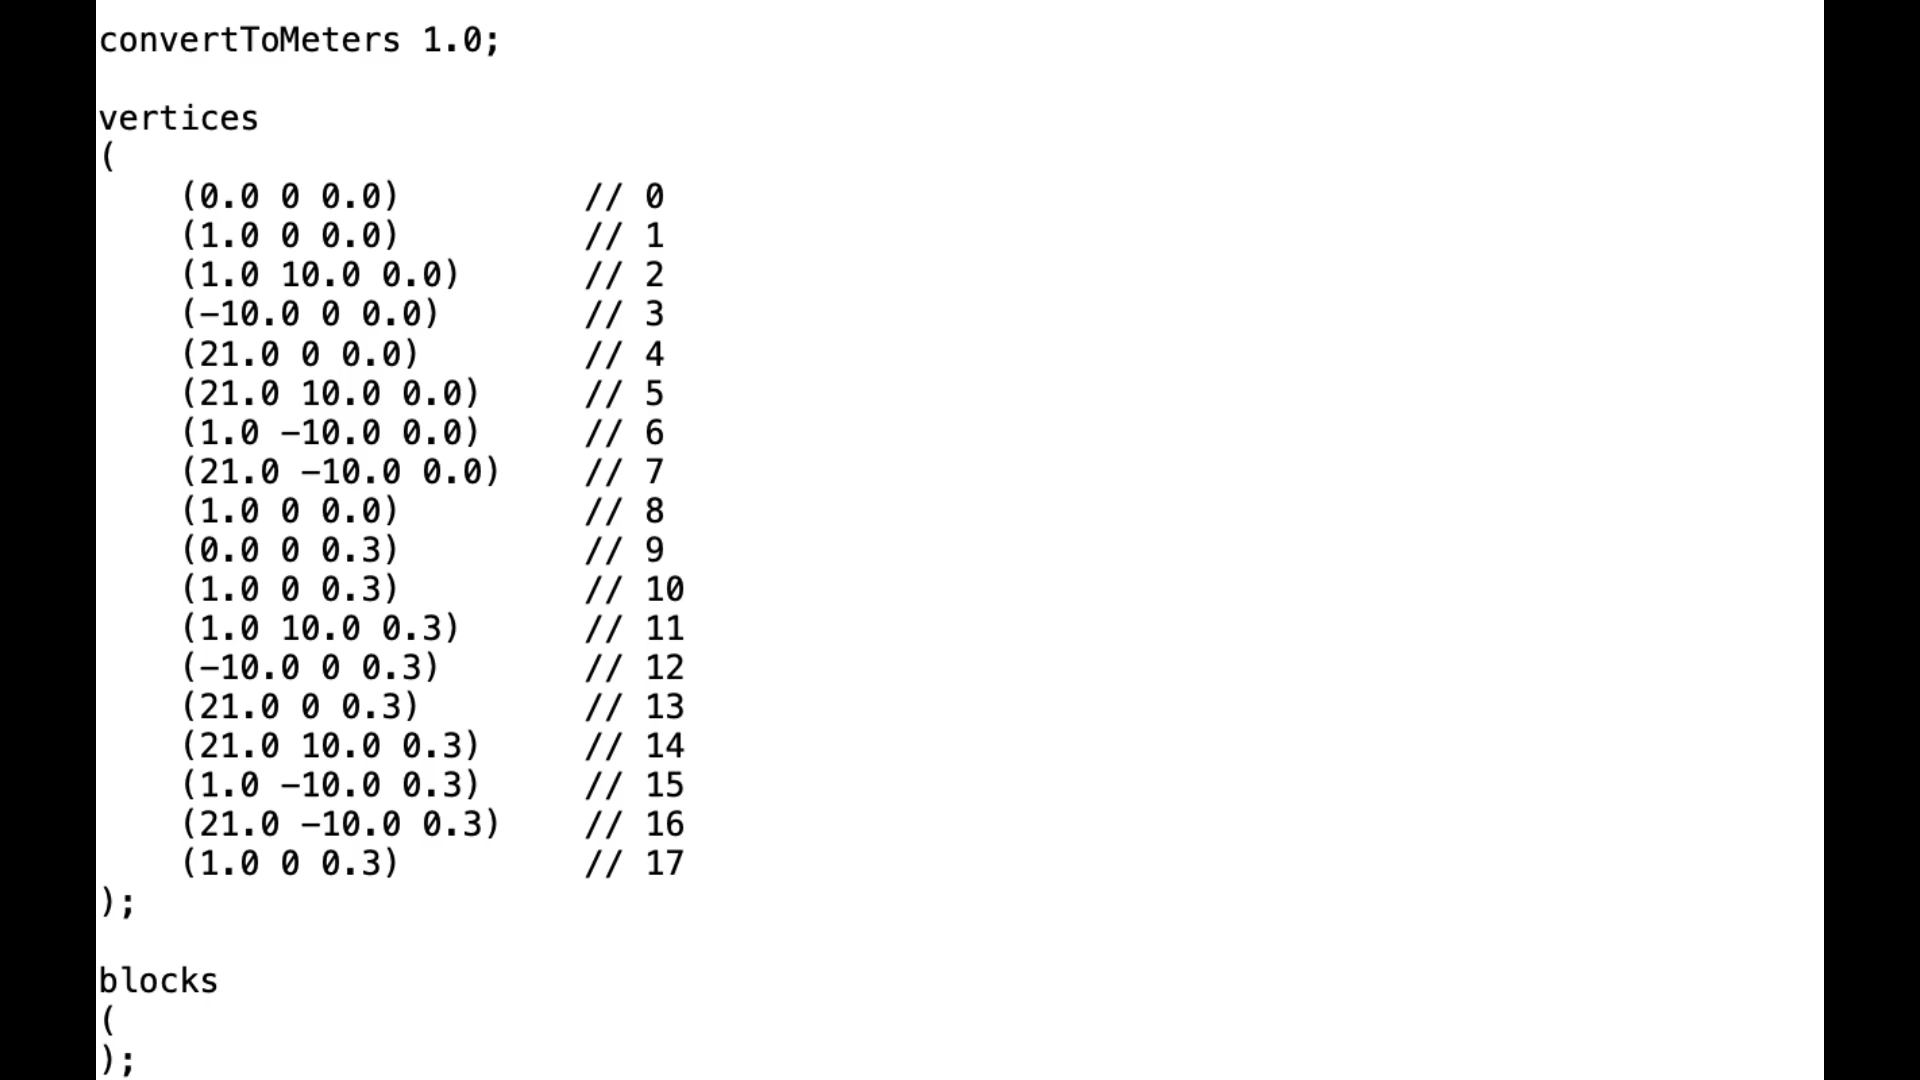 convertToMeters 1.0;
vertices
(
(0.0 0 0.0) // 0
(1.0 0 0.0) // 1
(1.0 10.0 0.0) // 2
(-10.0 0 0.0) // 3
(21.0 0 0.0) // 4
(21.0 10.0 0.0) // 5
(1.0 -10.0 0.0) // 6
(21.0 -10.0 0.0) // 7
(1.0 0 0.0) // 8
(0.0 0 0.3) // 9
(1.0 0 0.3) // 10
(1.0 10.0 0.3) // 11
(-10.0 0 0.3) // 12
(21.0 0 0.3) // 13
(21.0 10.0 0.3) // 14
(1.0 -10.0 0.3) // 15
(21.0 -10.0 0.3) // 16
(1.0 0 0.3) // 17
);
blocks
(
);